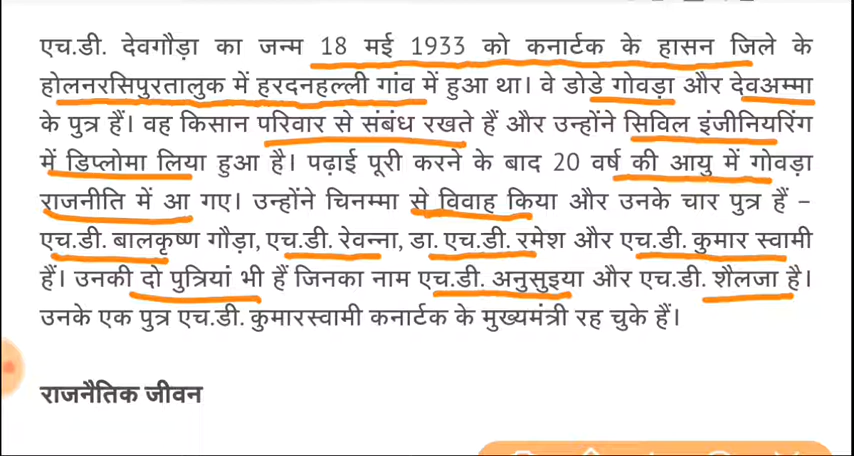 एच.डी. देवगौड़ा का जन्म 18 मई 1933 को कनार्टक के हासन जिले के
होलनरसिपुरतालुक में हरदनहल्ली गांव में हुआ था। वे डोडे गोवड़ा और देवअम्मा
के पुत्र हैं। वह किसान परिवार से संबंध रखते हैं और उन्होंने सिविल इंजीनियरिंग
में डिप्लोमा लिया हुआ है। पढ़ाई पूरी करने के बाद 20 वर्ष की आयु में गोवड़ा
राजनीति में आ गए। उन्होंने चिनम्मा से विवाह किया और उनके चार पुत्र हैं –
एच.डी. बालकृष्ण गौड़ा, एच.डी. रेवन्ना, डा. एच.डी. रमेश और एच.डी. कुमार स्वामी
हैं। उनकी दो पुत्रियां भी हैं जिनका नाम एच.डी. अनुसुइया और एच.डी. शैलजा है।
उनके एक पुत्र एच.डी. कुमारस्वामी कनार्टक के मुख्यमंत्री रह चुके हैं।
राजनैतिक जीवन